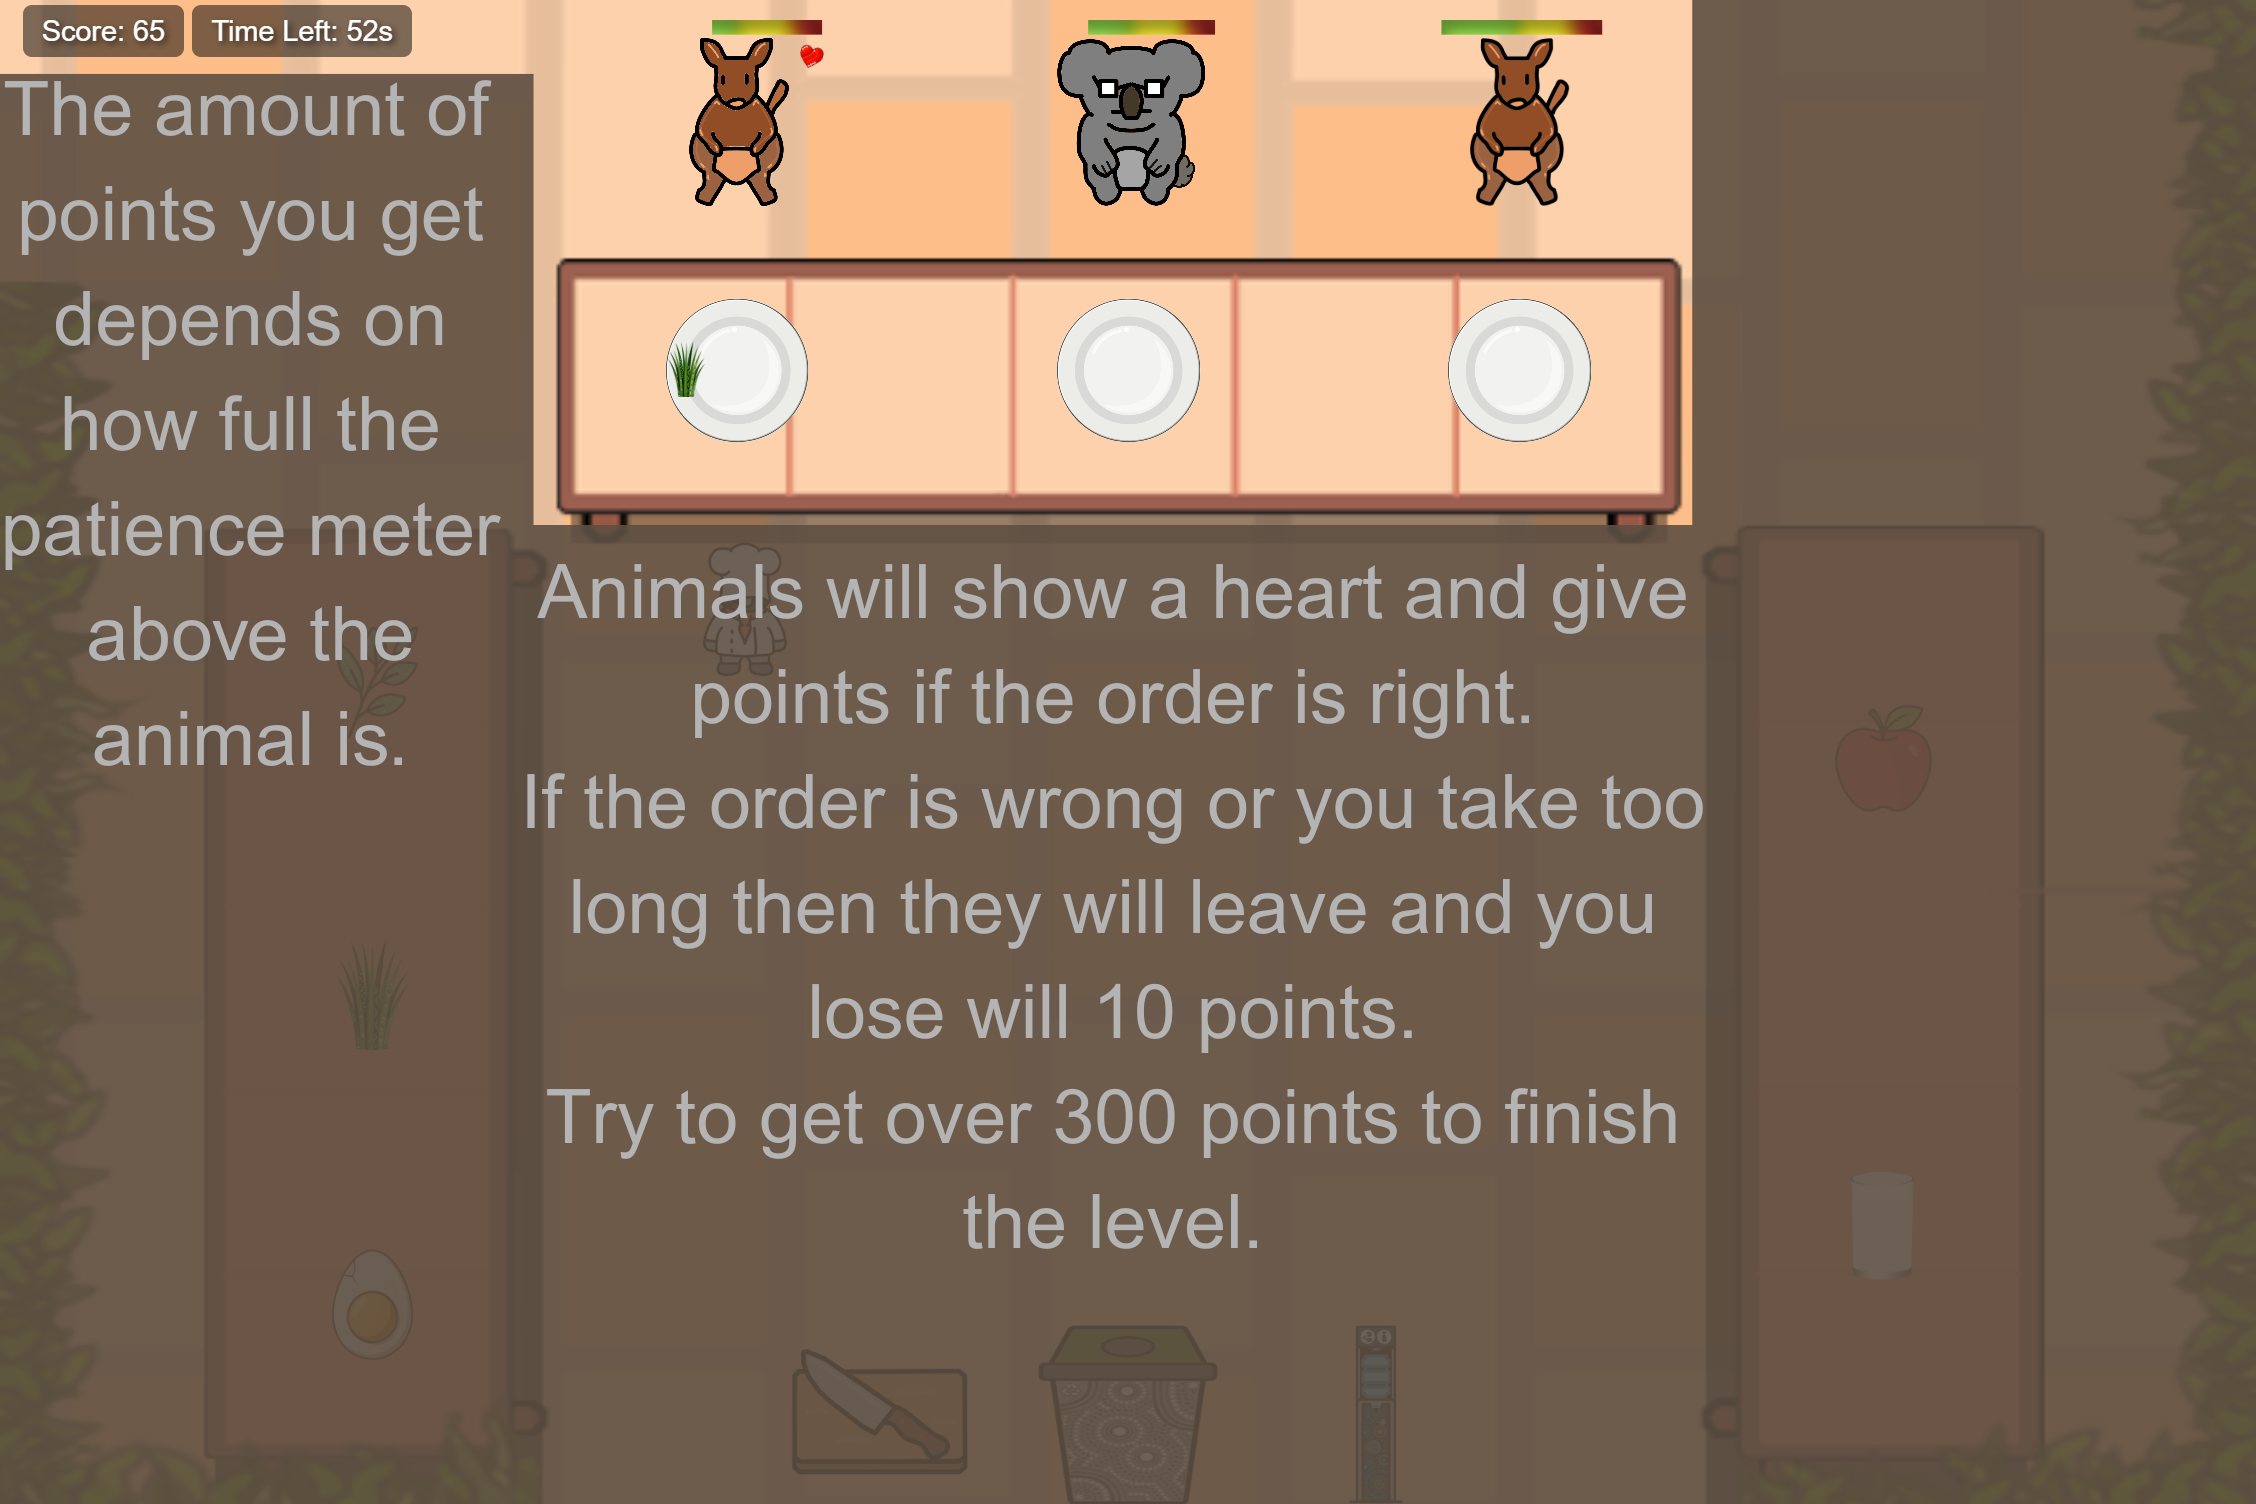 Score: 65
Time Left: 52s
The amount of
points you get
depends on
how full the
patience meter
above the
animal is.
Animals will show a heart and give
points if the order is right.
If the order is wrong or you take too
long then they will leave and you
lose will 10 points.
Try to get over 300 points to finish
the level.